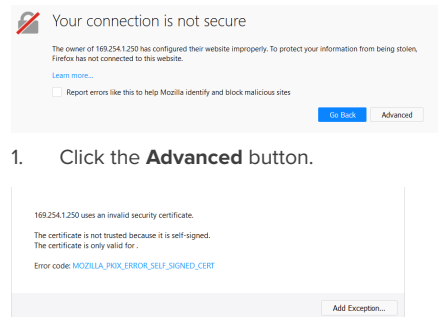 Your connection is not secure
The owner of 169.254.1.250 has configured their website improperly. To protect your information from being stolen,
Firefox has not connected to this website.
Learn more...
Report errors like this to help Mozilla identify and block malicious sites
Go Back Advanced
1. Click the Advanced button.
169.254.1.250 uses an invalid security certificate.
The certificate is not trusted because it is self-signed.
The certificate is only valid for .
Error code: MOZILLA_PKIX_ERROR_SELF_SIGNED_CERT
Add Exception...